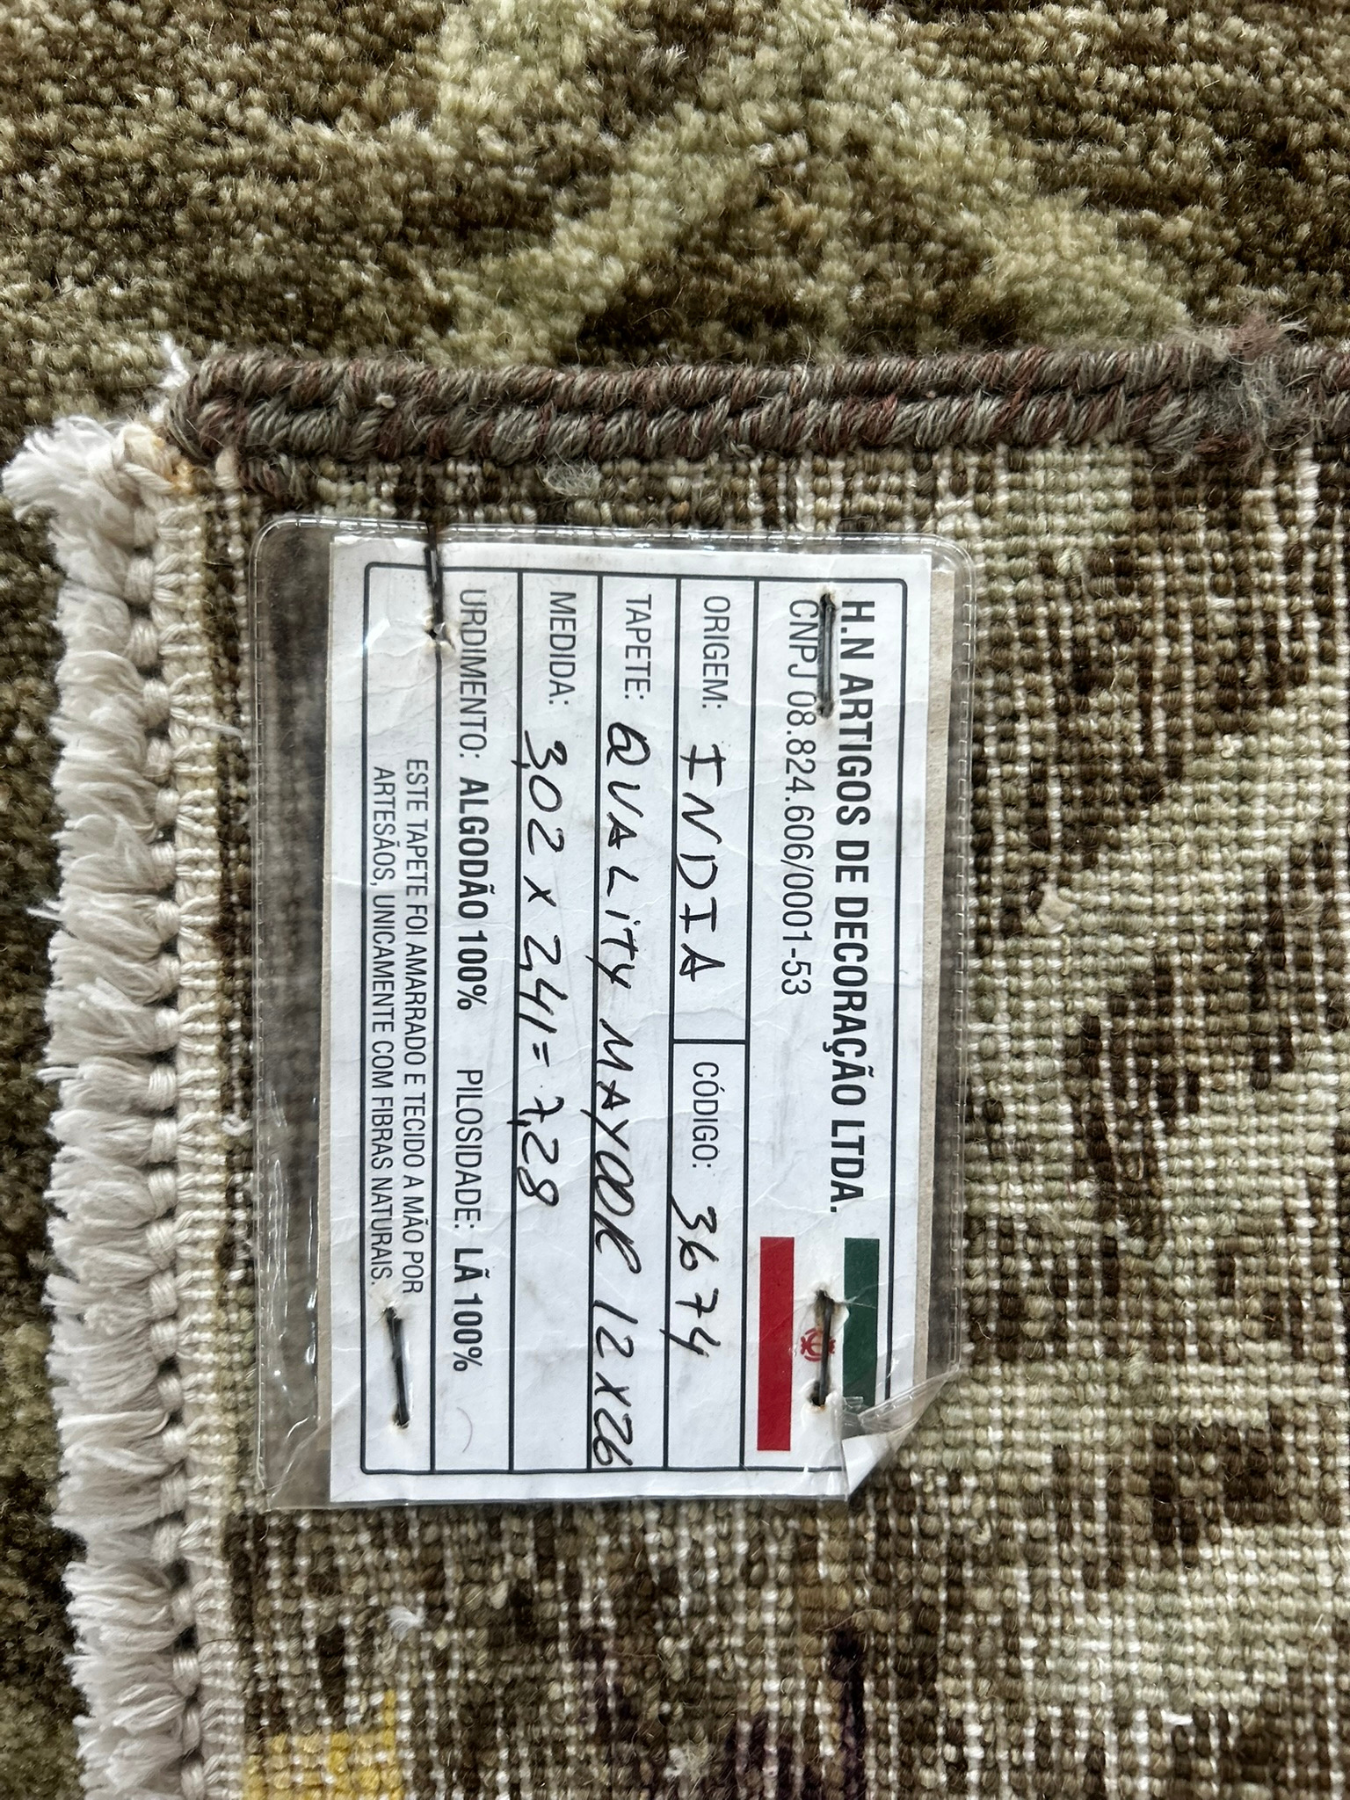 H.N ARTIGOS DE DECORAÇÃO LTDA.
CNPJ 08.824.606/0001-53
ORIGEM: INDIA CÓDIGO: 3674
TAPETE: QUALiTY MAYOOR 12X26
MEDIDA: 3,02 X 2,41 = 7,28
URDIMENTO: ALGODÃO 100% PILOSIDADE: LÃ 100%
ESTE TAPETE FOI AMARRADO E TECIDO A MÃO POR
ARTESÃOS, UNICAMENTE COM FIBRAS NATURAIS.